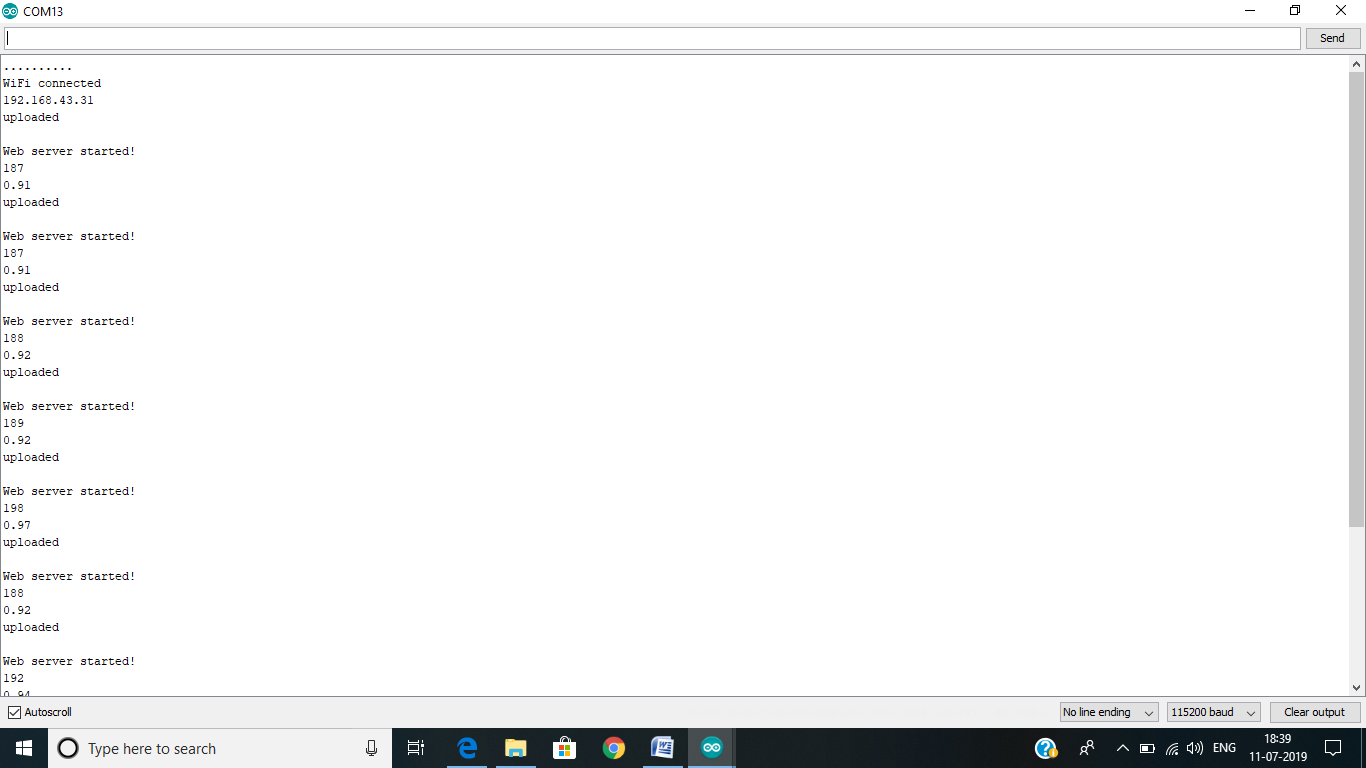 COM13
Send
..........
WiFi connected
192.168.43.31
uploaded
Web server started!
187
0.91
uploaded
Web server started!
187
0.91
uploaded
Web server started!
188
0.92
uploaded
Web server started!
189
0.92
uploaded
Web server started!
198
0.97
uploaded
Web server started!
188
0.92
uploaded
Web server started!
192
0.94
Autoscroll
No line ending
115200 baud
Clear output
Type here to search
ENG
18:39
11-07-2019